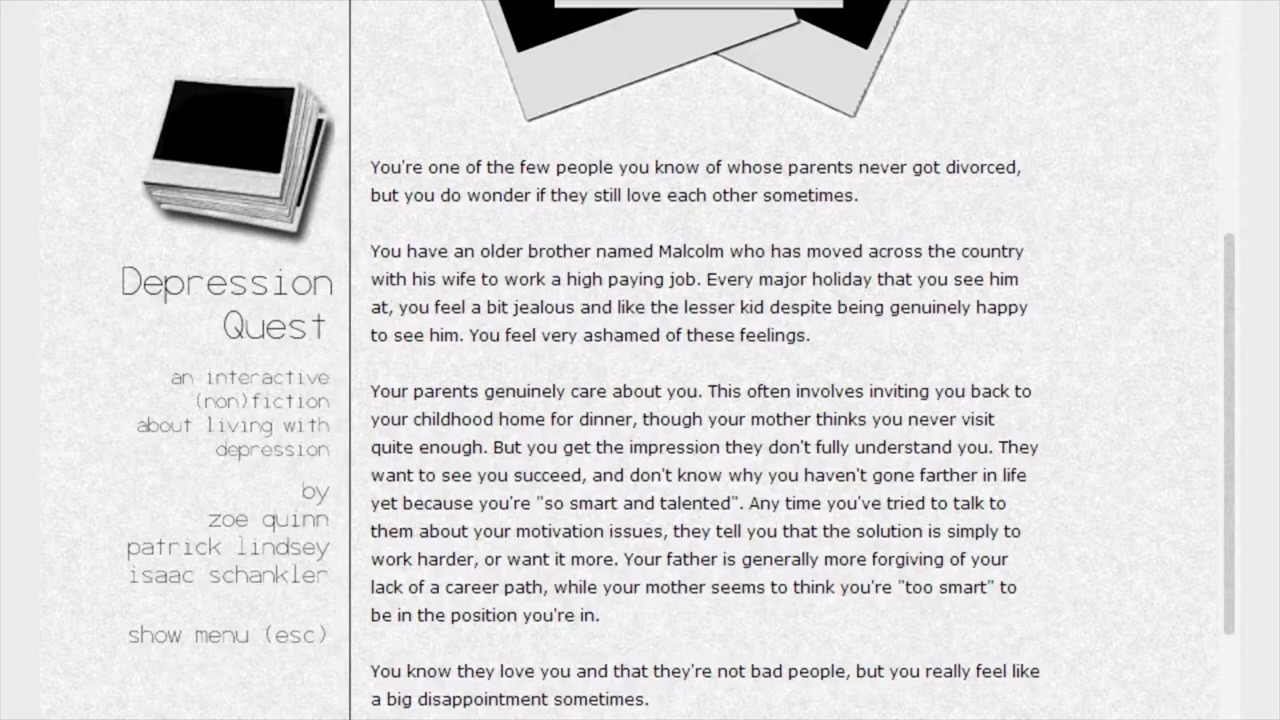 Depression
Quest
an interactive
(non)fiction
about living with
depression
by
zoe quinn
patrick lindsey
isaac schankler
show menu (esc)
You're one of the few people you know of whose parents never got divorced,
but you do wonder if they still love each other sometimes.
You have an older brother named Malcolm who has moved across the country
with his wife to work a high paying job. Every major holiday that you see him
at, you feel a bit jealous and like the lesser kid despite being genuinely happy
to see him. You feel very ashamed of these feelings.
Your parents genuinely care about you. This often involves inviting you back to
your childhood home for dinner, though your mother thinks you never visit
quite enough. But you get the impression they don't fully understand you. They
want to see you succeed, and don't know why you haven't gone farther in life
yet because you're "so smart and talented". Any time you've tried to talk to
them about your motivation issues, they tell you that the solution is simply to
work harder, or want it more. Your father is generally more forgiving of your
lack of a career path, while your mother seems to think you're "too smart" to
be in the position you're in.
You know they love you and that they're not bad people, but you really feel like
a big disappointment sometimes.